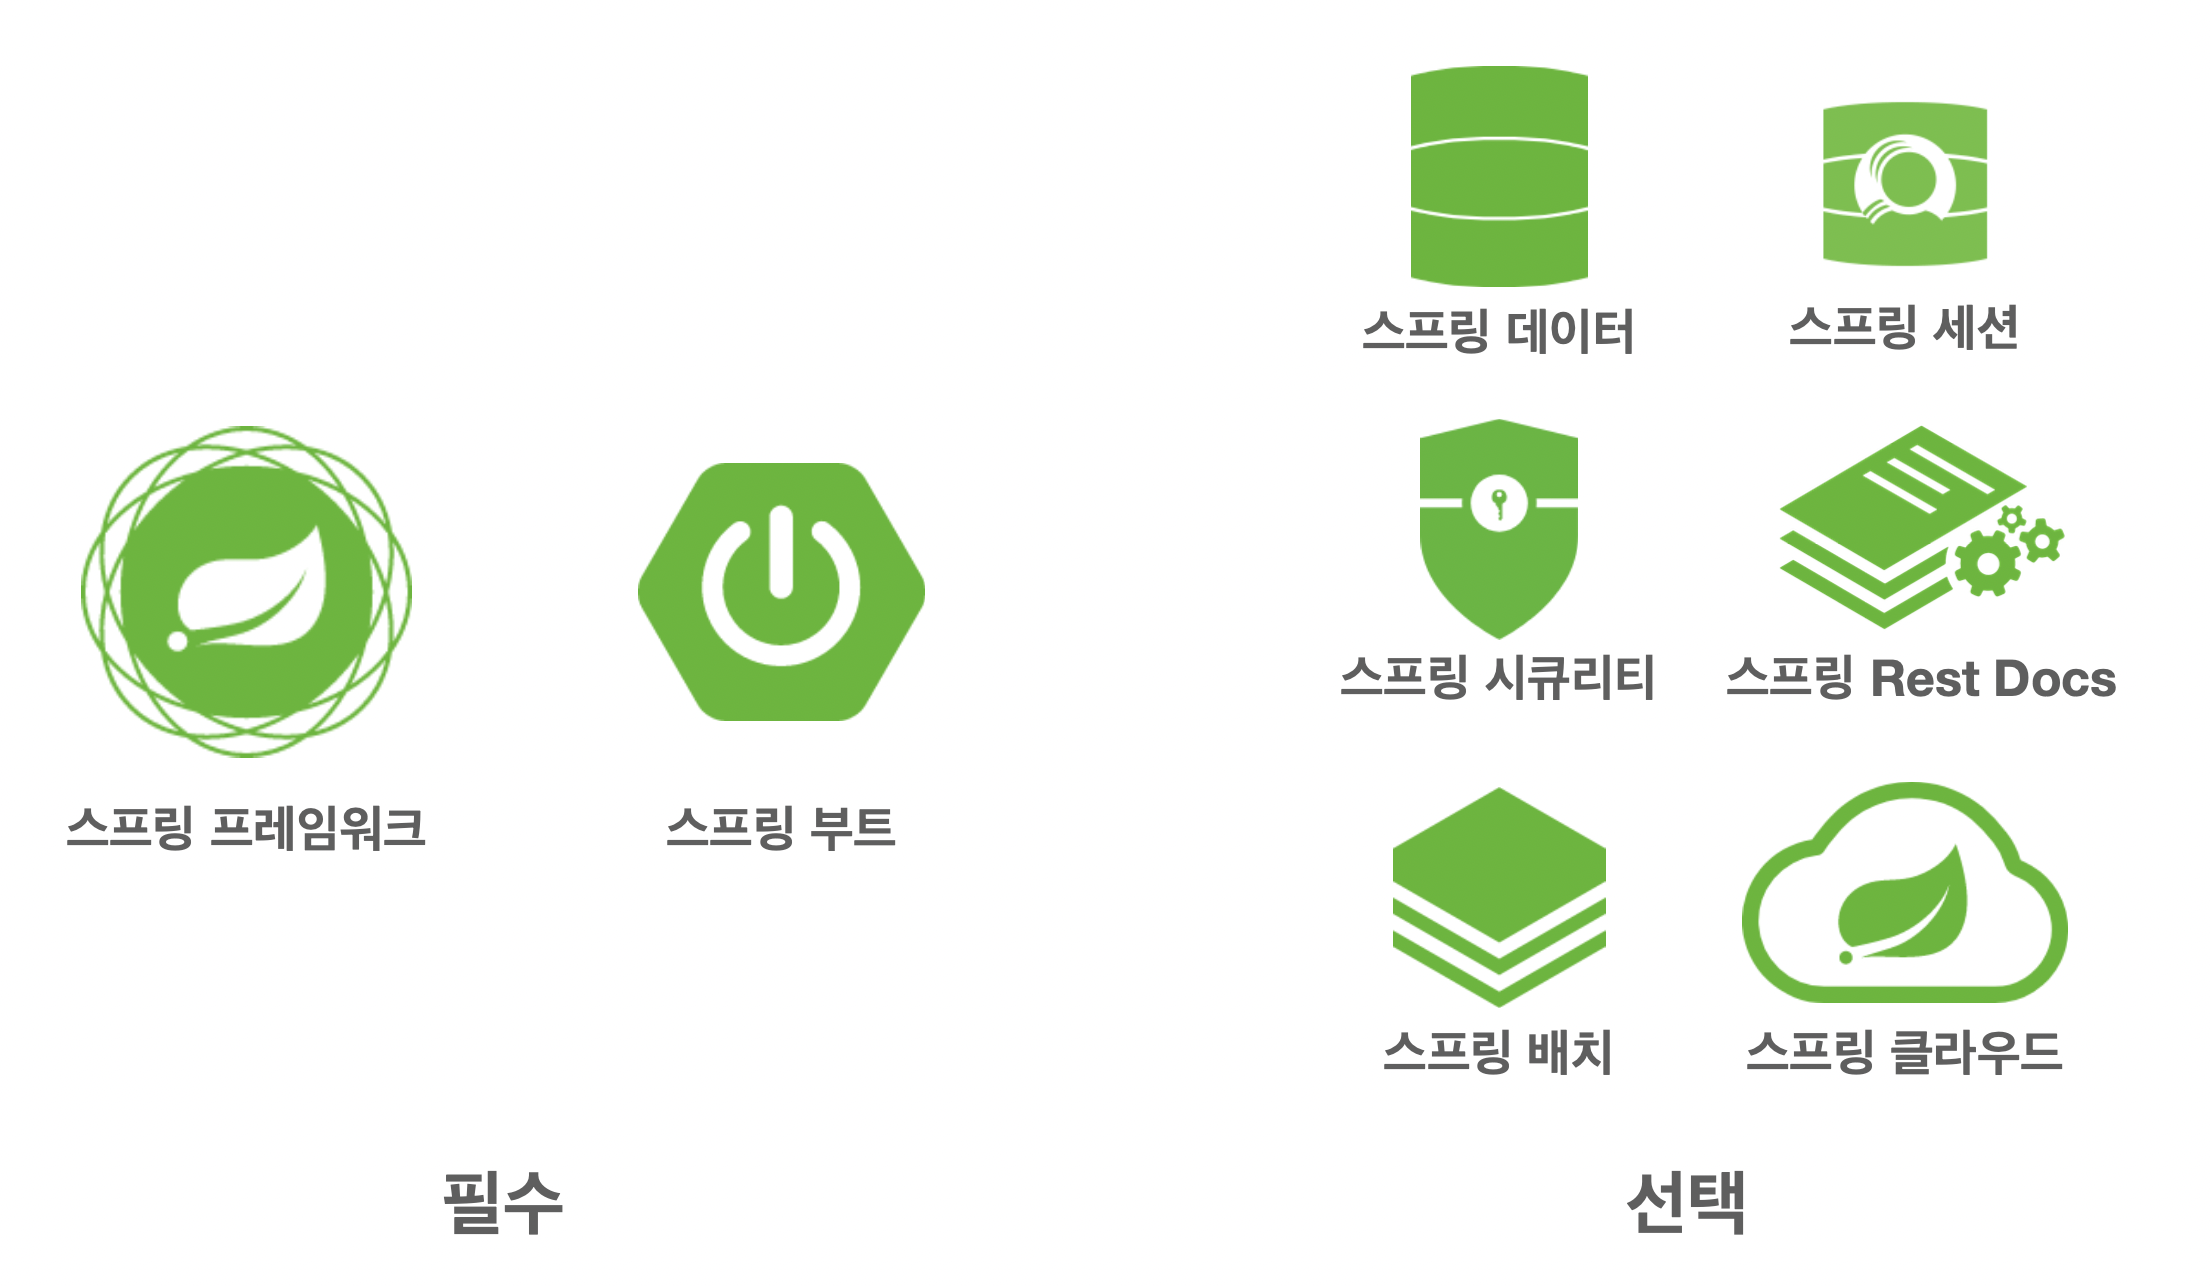 스프링 데이터
스프링 세션
스프링 시큐리티
스프링 Rest Docs
스프링 프레임워크
스프링 부트
스프링 배치
스프링 클라우드
필수
선택